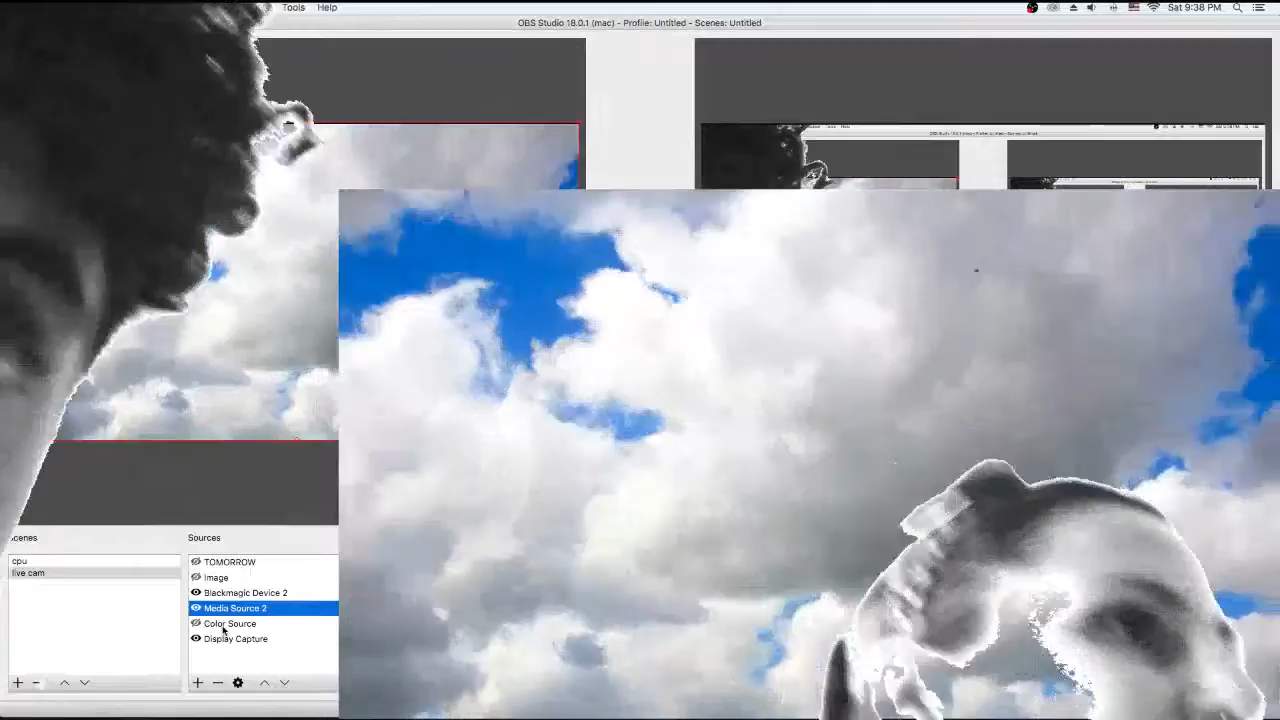 Tools Help
Sat 9:38 PM
OBS Studio 18.0.1 (mac) - Profile: Untitled - Scenes: Untitled
cenes
cpu
live cam
Sources
TOMORROW
Image
Blackmagic Device 2
Media Source 2
Color Source
Display Capture